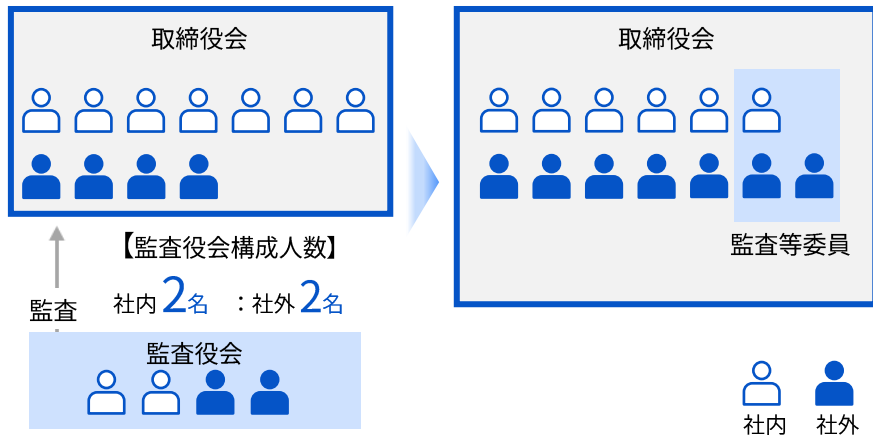 取締役会
【監査役会構成人数】
社内2名 :社外2名
監査
監査役会
取締役会
監査等委員
社内 社外